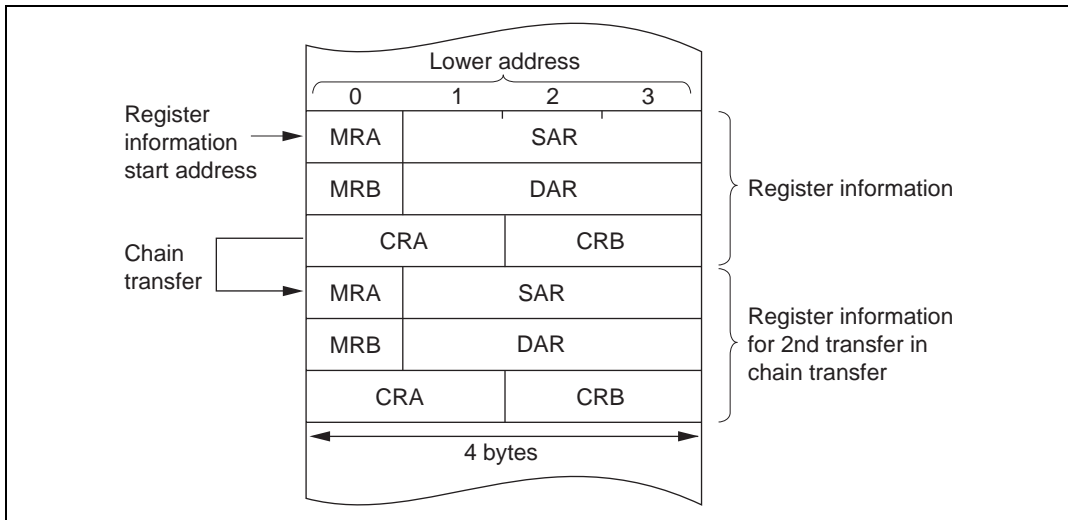 Lower address
0 1 2 3
Register
information
start address
MRA SAR
MRB DAR
CRA CRB
Register information
Chain
transfer
MRA SAR
MRB DAR
CRA CRB
Register information
for 2nd transfer in
chain transfer
4 bytes